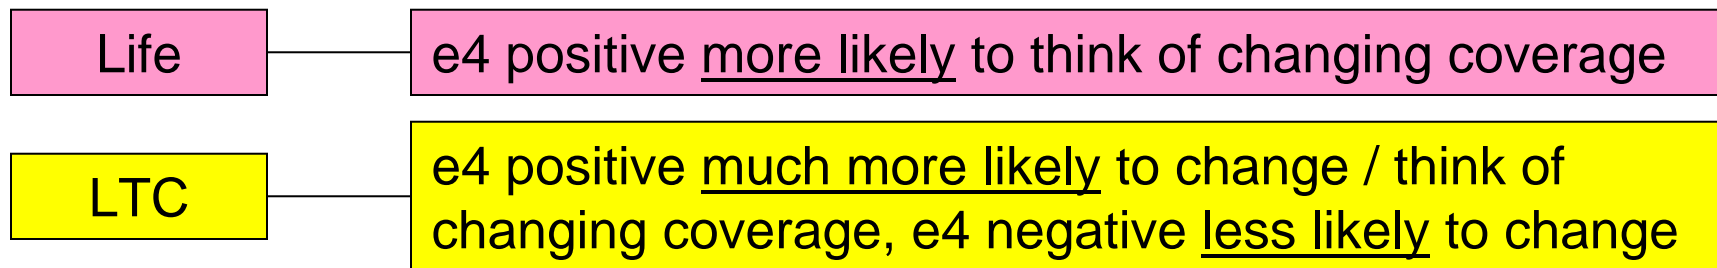 Life
e4 positive more likely to think of changing coverage
LTC
e4 positive much more likely to change / think of
changing coverage, e4 negative less likely to change